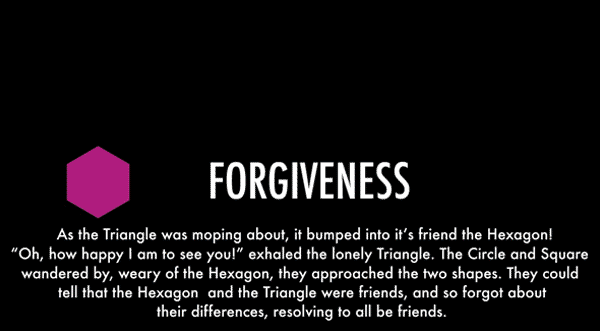 FORGIVENESS
As the Triangle was moping about, it bumped into it’s friend the Hexagon!
“Oh, how happy I am to see you!” exhaled the lonely Triangle. The Circle and Square
wandered by, weary of the Hexagon, they approached the two shapes. They could
tell that the Hexagon  and the Triangle were friends, and so forgot about
their differences, resolving to all be friends.